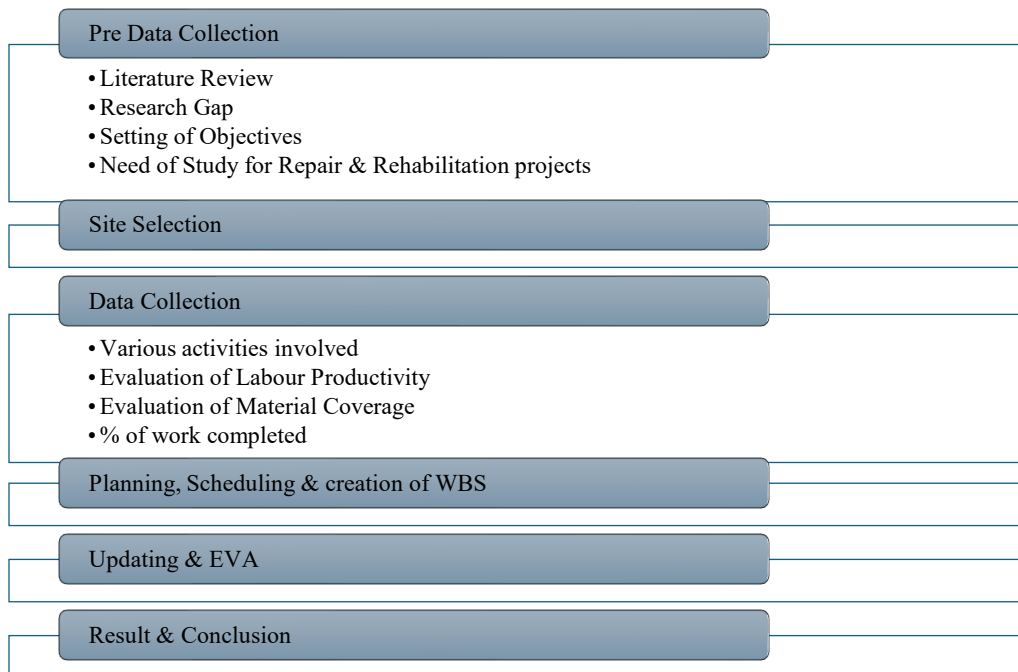 Pre Data Collection
• Literature Review
• Research Gap
• Setting of Objectives
• Need of Study for Repair & Rehabilitation projects
Site Selection
Data Collection
• Various activities involved
• Evaluation of Labour Productivity
• Evaluation of Material Coverage
• % of work completed
Planning, Scheduling & creation of WBS
Updating & EVA
Result & Conclusion